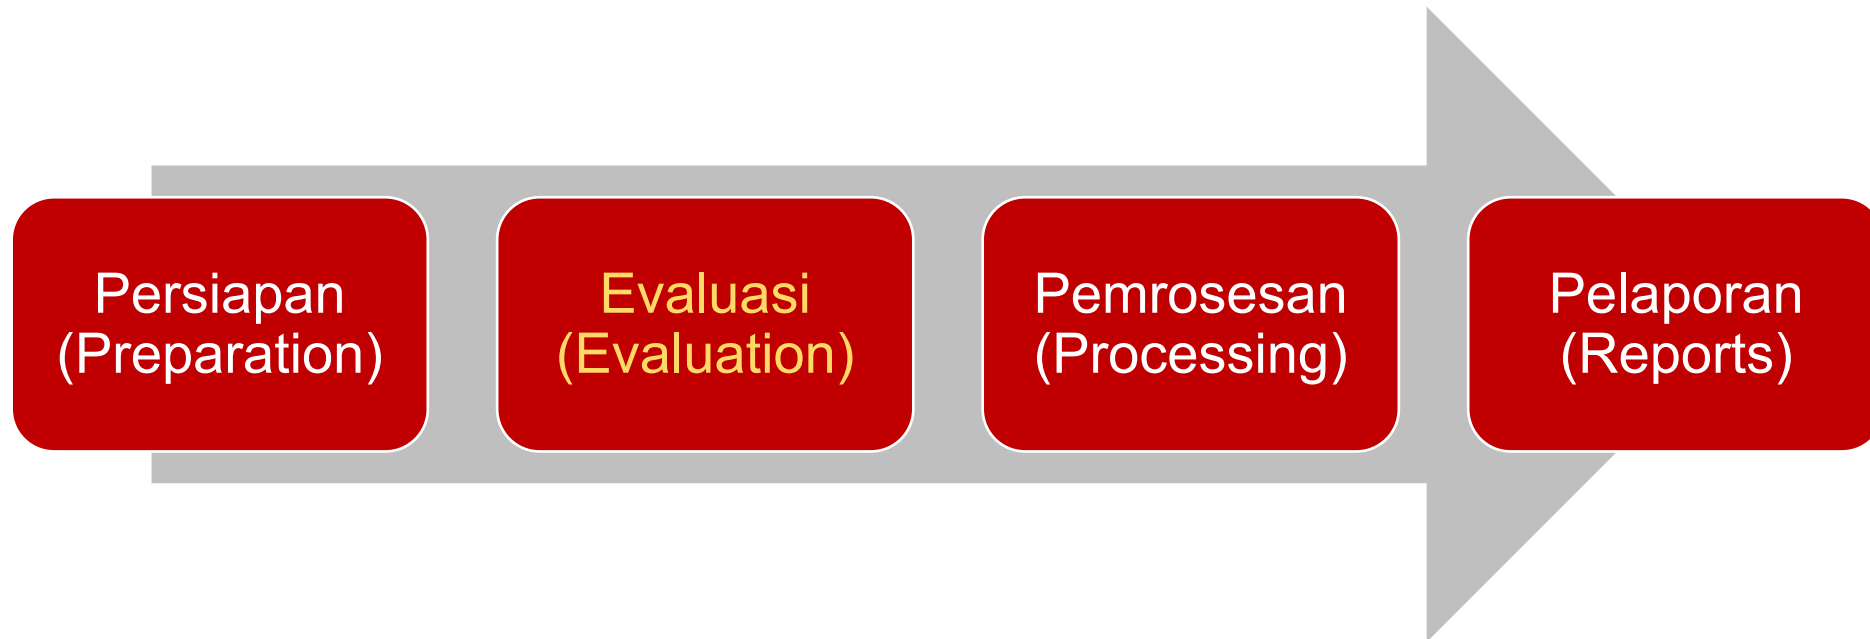 Persiapan
(Preparation)
Evaluasi
(Evaluation)
Pemrosesan
(Processing)
Pelaporan
(Reports)